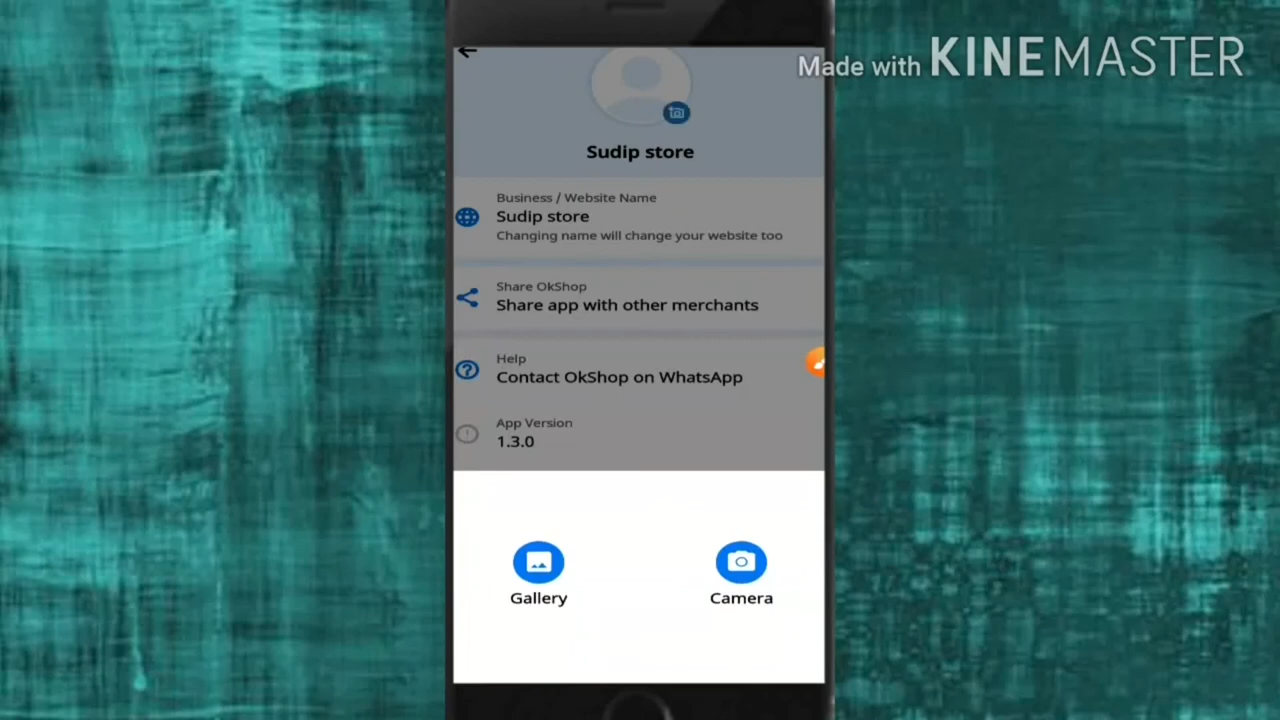 Made with KINEMASTER
Sudip store
Business / Website Name
Sudip store
Changing name will change your website too
Share OkShop
Share app with other merchants
Help
Contact OkShop on WhatsApp
App Version
1.3.0
Gallery
Camera